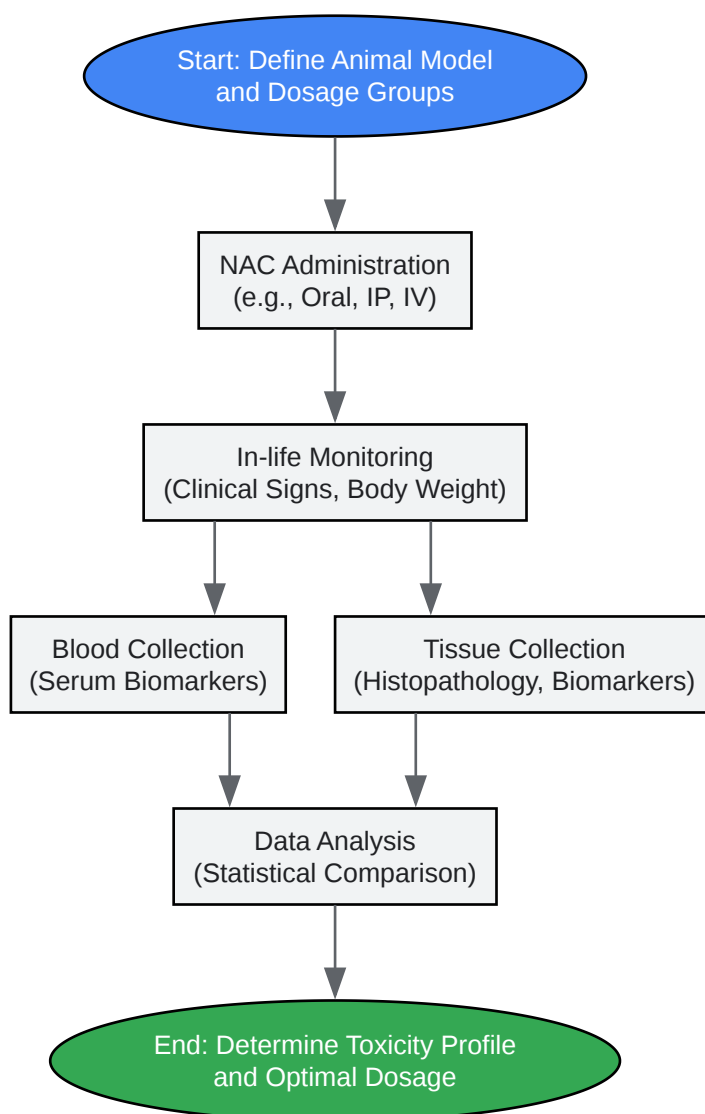 Start: Define Animal Model
and Dosage Groups
NAC Administration
(e.g., Oral, IP, IV)
In-life Monitoring
(Clinical Signs, Body Weight)
Blood Collection
(Serum Biomarkers)
Tissue Collection
(Histopathology, Biomarkers)
Data Analysis
(Statistical Comparison)
End: Determine Toxicity Profile
and Optimal Dosage